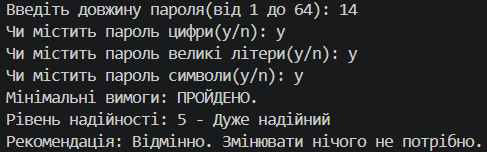 Введіть довжину пароля(від 1 до 64): 14
Чи містить пароль цифри(y/n): y
Чи містить пароль великі літери(y/n): y
Чи містить пароль символи(y/n): y
Мінімальні вимоги: ПРОЙДЕНО.
Рівень надійності: 5 - Дуже надійний
Рекомендація: Відмінно. Змінювати нічого не потрібно.